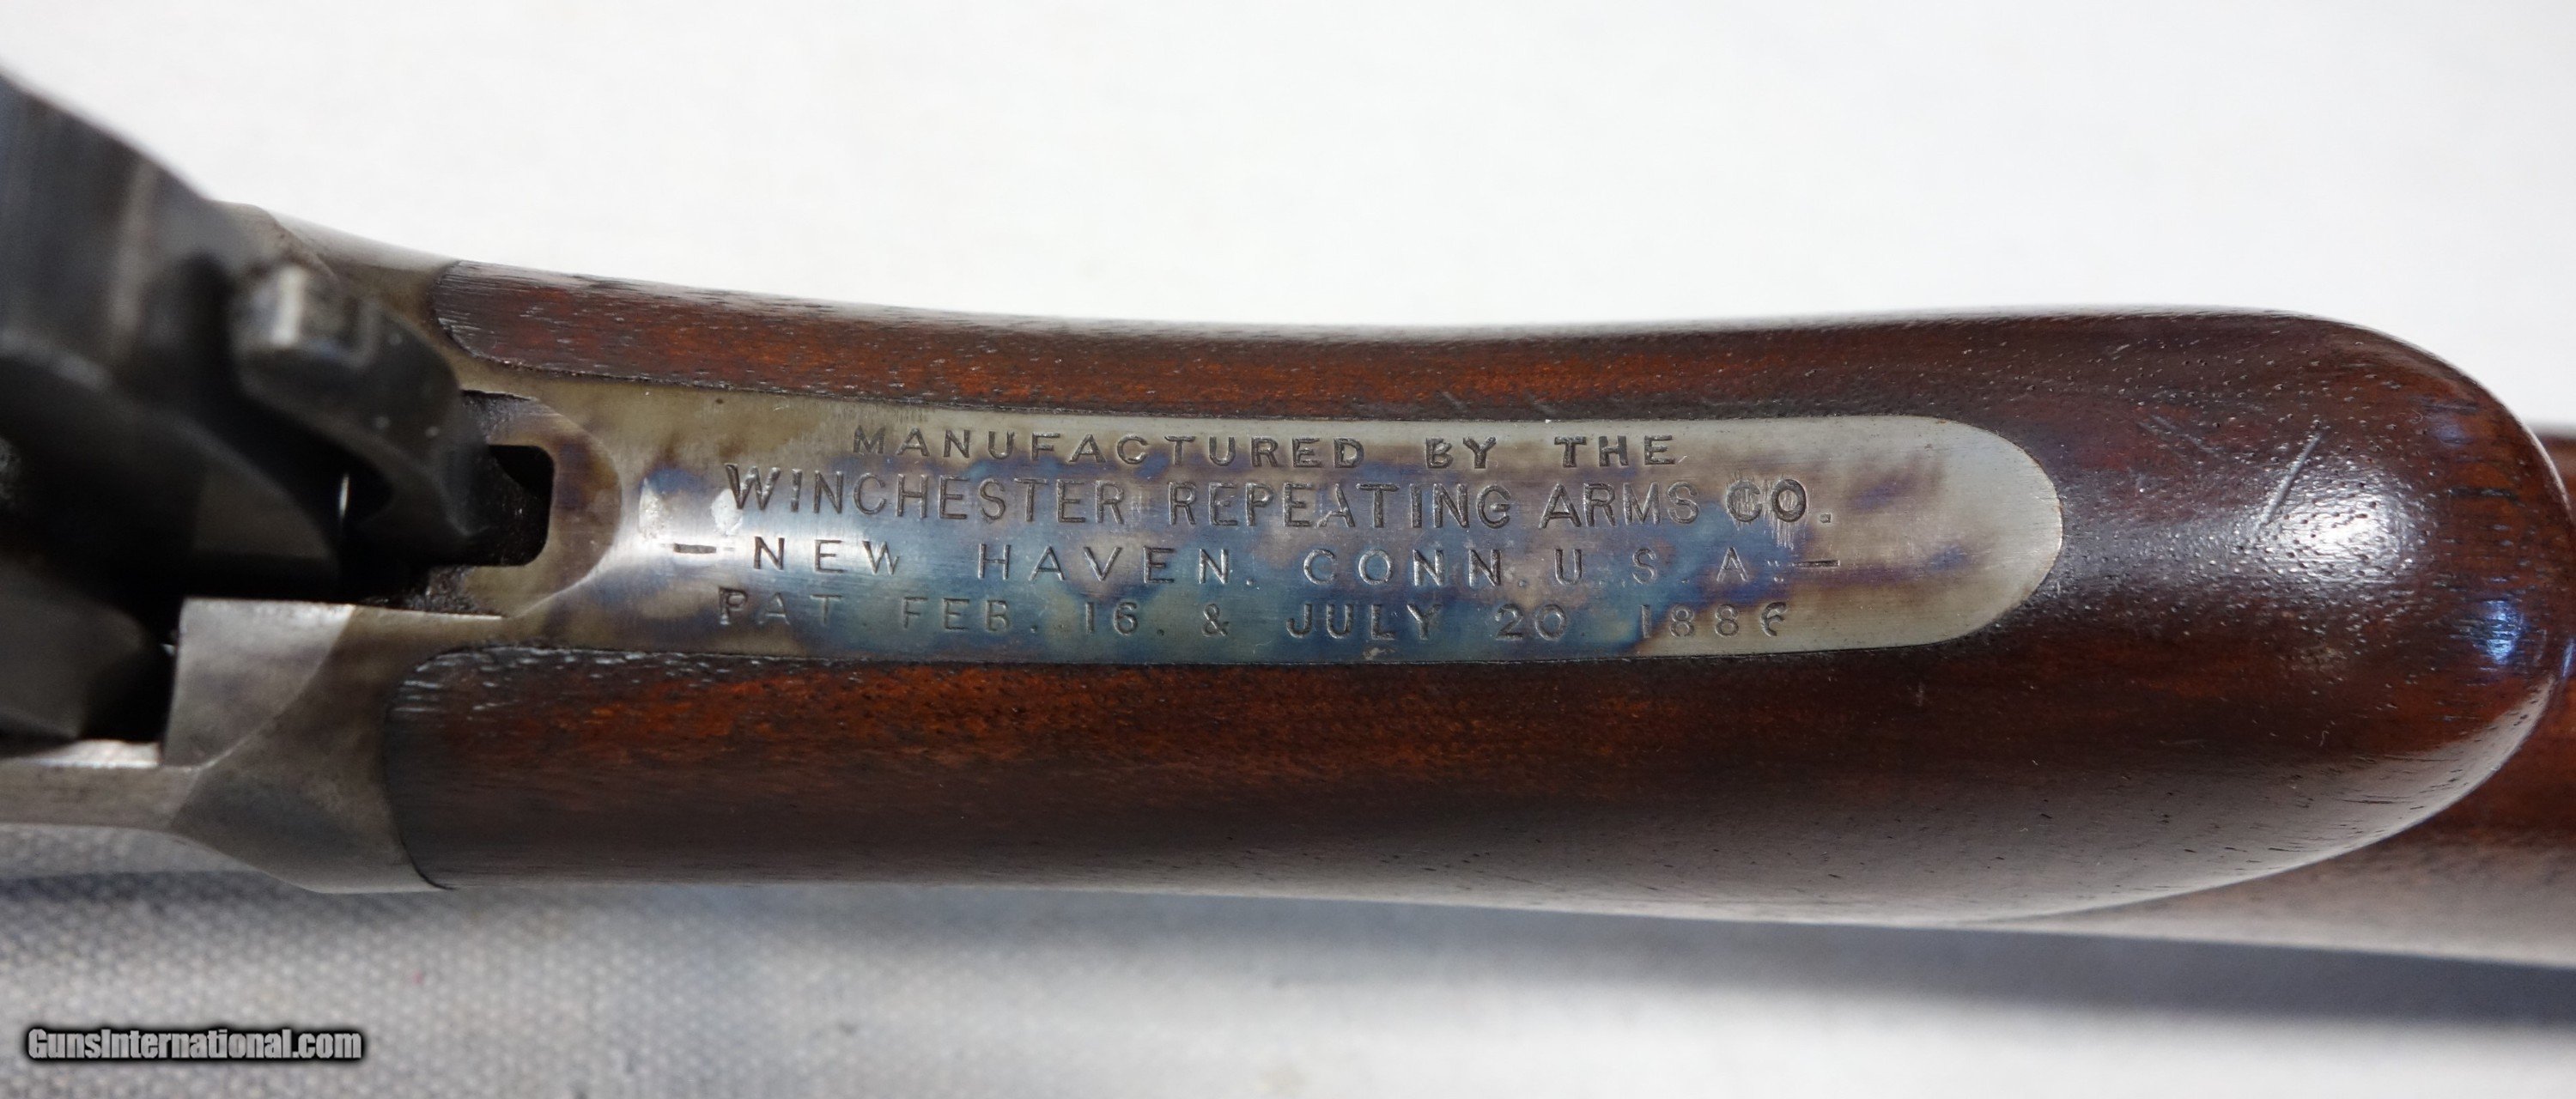 MANUFACTURED BY THE
WINCHESTER REPEATING ARMS CO.
— NEW HAVEN. CONN. U. S. A. —
PAT. FEB. 16. & JULY 20 1886
GunsInternational.com